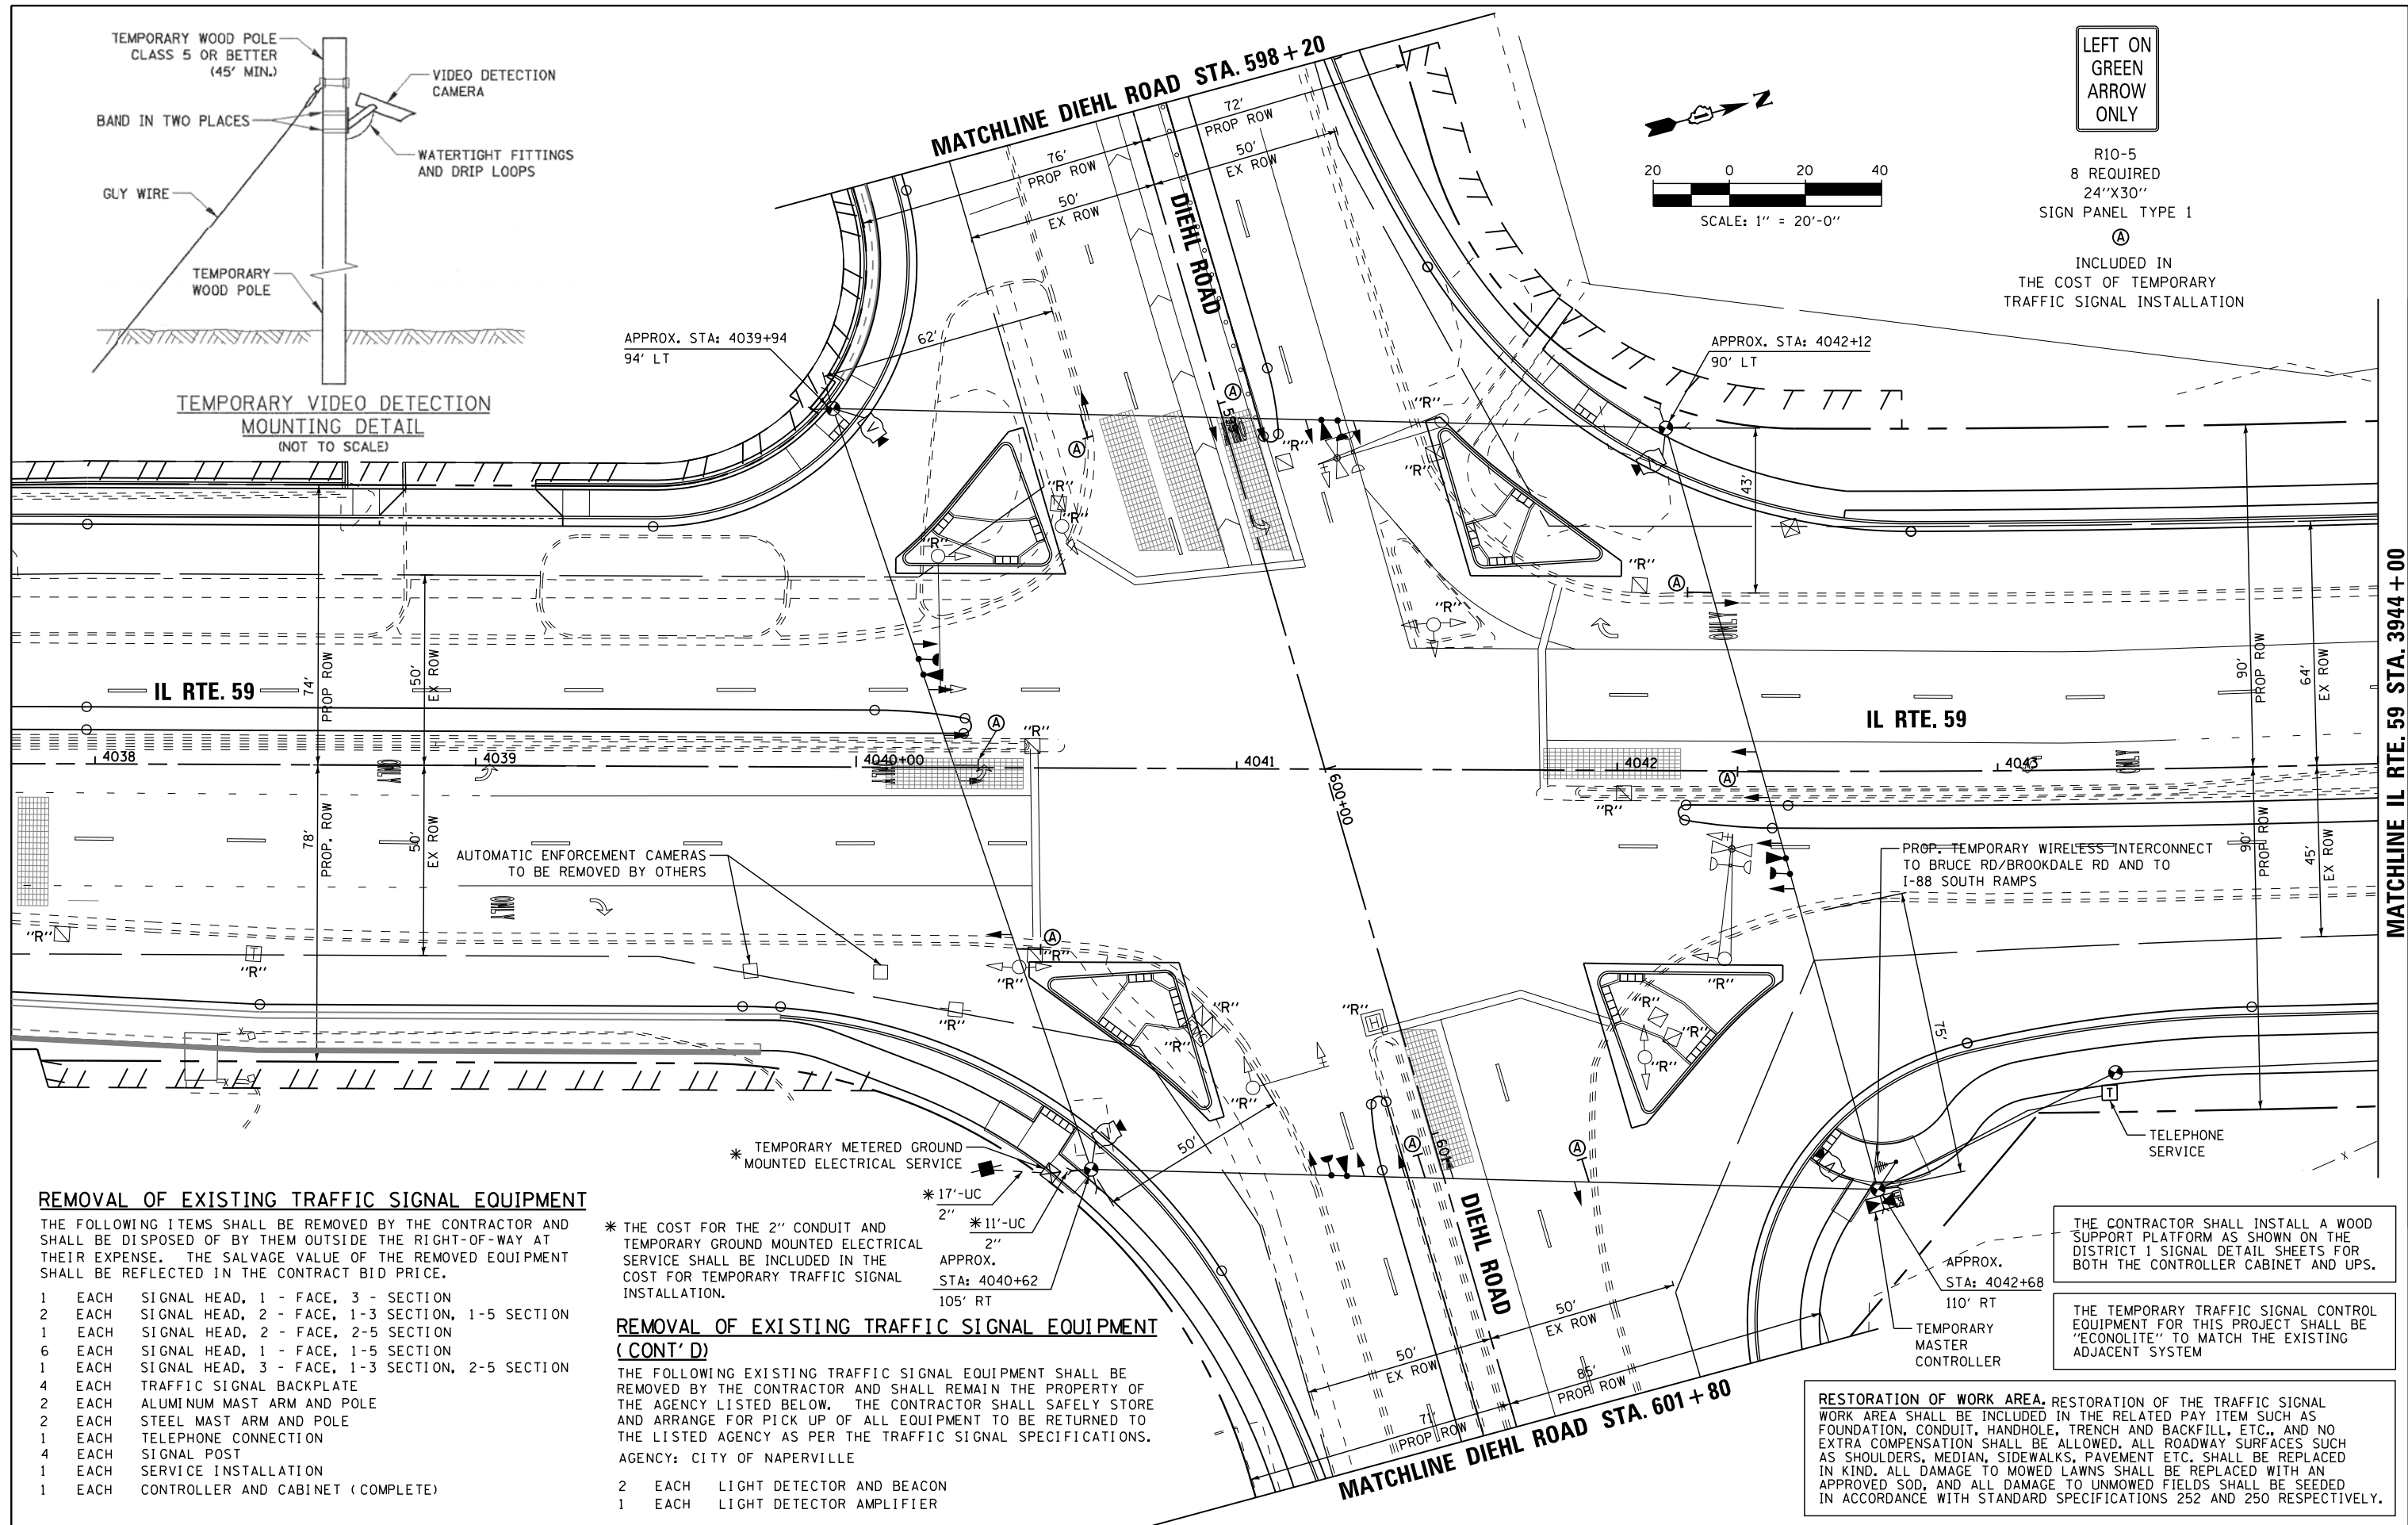 TEMPORARY WOOD POLE
CLASS 5 OR BETTER
(45' MIN.)
VIDEO DETECTION
CAMERA
BAND IN TWO PLACES
WATERTIGHT FITTINGS
AND DRIP LOOPS
GUY WIRE
TEMPORARY
WOOD POLE
TEMPORARY VIDEO DETECTION
MOUNTING DETAIL
(NOT TO SCALE)
MATCHLINE DIEHL ROAD STA. 598+20
72'
PROP ROW
76'
PROP ROW
50'
EX ROW
50'
EX ROW
DIEHL ROAD
N
20 0 20 40
SCALE: 1'' = 20'-0''
LEFT ON
GREEN
ARROW
ONLY
R10-5
8 REQUIRED
24''X30''
SIGN PANEL TYPE 1
A
INCLUDED IN
THE COST OF TEMPORARY
TRAFFIC SIGNAL INSTALLATION
APPROX. STA: 4039+94
94' LT
62'
APPROX. STA: 4042+12
90' LT
43'
A
A
A
V
V
"R"
"R"
"R"
"R"
"R"
"R"
"R"
"R"
ONLY
74'
PROP ROW
50'
EX ROW
IL RTE. 59
IL RTE. 59
90'
PROP ROW
64'
EX ROW
MATCHLINE IL RTE. 59 STA. 3944+00
A
"R"
4038
4039
4040+00
4041
4042
4043
ONLY
ONLY
ONLY
A
"R"
600+00
78'
PROP. ROW
50'
EX ROW
90'
PROP ROW
45'
EX ROW
AUTOMATIC ENFORCEMENT CAMERAS
TO BE REMOVED BY OTHERS
PROP. TEMPORARY WIRELESS INTERCONNECT
TO BRUCE RD/BROOKDALE RD AND TO
I-88 SOUTH RAMPS
ONLY
"R"
T
"R"
A
"R"
"R"
"R"
"R"
"R"
"R"
"R"
H
"R"
"R"
"R"
"R"
75'
50'
V
A
601
A
V
T
TELEPHONE
SERVICE
* TEMPORARY METERED GROUND
MOUNTED ELECTRICAL SERVICE
* 17'-UC
2''
* 11'-UC
2''
APPROX.
STA: 4040+62
105' RT
UPS
APPROX.
STA: 4042+68
110' RT
TEMPORARY
MASTER
CONTROLLER
DIEHL ROAD
50'
EX ROW
50'
EX ROW
85'
PROP ROW
71'
PROP ROW
MATCHLINE DIEHL ROAD STA. 601+80
REMOVAL OF EXISTING TRAFFIC SIGNAL EQUIPMENT
THE FOLLOWING ITEMS SHALL BE REMOVED BY THE CONTRACTOR AND
SHALL BE DISPOSED OF BY THEM OUTSIDE THE RIGHT-OF-WAY AT
THEIR EXPENSE. THE SALVAGE VALUE OF THE REMOVED EQUIPMENT
SHALL BE REFLECTED IN THE CONTRACT BID PRICE.
1 EACH SIGNAL HEAD, 1 - FACE, 3 - SECTION
2 EACH SIGNAL HEAD, 2 - FACE, 1-3 SECTION, 1-5 SECTION
1 EACH SIGNAL HEAD, 2 - FACE, 2-5 SECTION
6 EACH SIGNAL HEAD, 1 - FACE, 1-5 SECTION
1 EACH SIGNAL HEAD, 3 - FACE, 1-3 SECTION, 2-5 SECTION
4 EACH TRAFFIC SIGNAL BACKPLATE
2 EACH ALUMINUM MAST ARM AND POLE
2 EACH STEEL MAST ARM AND POLE
1 EACH TELEPHONE CONNECTION
4 EACH SIGNAL POST
1 EACH SERVICE INSTALLATION
1 EACH CONTROLLER AND CABINET (COMPLETE)
* THE COST FOR THE 2'' CONDUIT AND
TEMPORARY GROUND MOUNTED ELECTRICAL
SERVICE SHALL BE INCLUDED IN THE
COST FOR TEMPORARY TRAFFIC SIGNAL
INSTALLATION.
REMOVAL OF EXISTING TRAFFIC SIGNAL EQUIPMENT
(CONT'D)
THE FOLLOWING EXISTING TRAFFIC SIGNAL EQUIPMENT SHALL BE
REMOVED BY THE CONTRACTOR AND SHALL REMAIN THE PROPERTY OF
THE AGENCY LISTED BELOW. THE CONTRACTOR SHALL SAFELY STORE
AND ARRANGE FOR PICK UP OF ALL EQUIPMENT TO BE RETURNED TO
THE LISTED AGENCY AS PER THE TRAFFIC SIGNAL SPECIFICATIONS.
AGENCY: CITY OF NAPERVILLE
2 EACH LIGHT DETECTOR AND BEACON
1 EACH LIGHT DETECTOR AMPLIFIER
THE CONTRACTOR SHALL INSTALL A WOOD
SUPPORT PLATFORM AS SHOWN ON THE
DISTRICT 1 SIGNAL DETAIL SHEETS FOR
BOTH THE CONTROLLER CABINET AND UPS.
THE TEMPORARY TRAFFIC SIGNAL CONTROL
EQUIPMENT FOR THIS PROJECT SHALL BE
"ECONOLITE" TO MATCH THE EXISTING
ADJACENT SYSTEM
RESTORATION OF WORK AREA. RESTORATION OF THE TRAFFIC SIGNAL
WORK AREA SHALL BE INCLUDED IN THE RELATED PAY ITEM SUCH AS
FOUNDATION, CONDUIT, HANDHOLE, TRENCH AND BACKFILL, ETC., AND NO
EXTRA COMPENSATION SHALL BE ALLOWED. ALL ROADWAY SURFACES SUCH
AS SHOULDERS, MEDIAN, SIDEWALKS, PAVEMENT ETC. SHALL BE REPLACED
IN KIND. ALL DAMAGE TO MOWED LAWNS SHALL BE REPLACED WITH AN
APPROVED SOD, AND ALL DAMAGE TO UNMOWED FIELDS SHALL BE SEEDED
IN ACCORDANCE WITH STANDARD SPECIFICATIONS 252 AND 250 RESPECTIVELY.